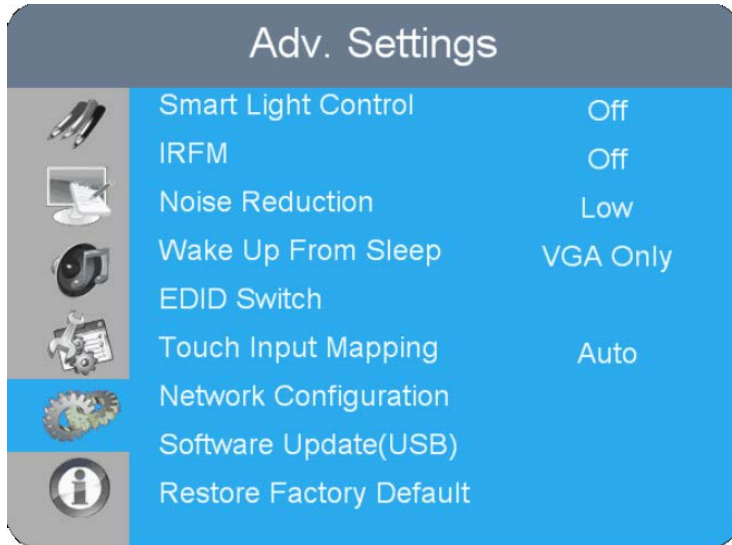 Adv. Settings
Smart Light Control Off
IRFM Off
Noise Reduction Low
Wake Up From Sleep VGA Only
EDID Switch
Touch Input Mapping Auto
Network Configuration
Software Update(USB)
Restore Factory Default